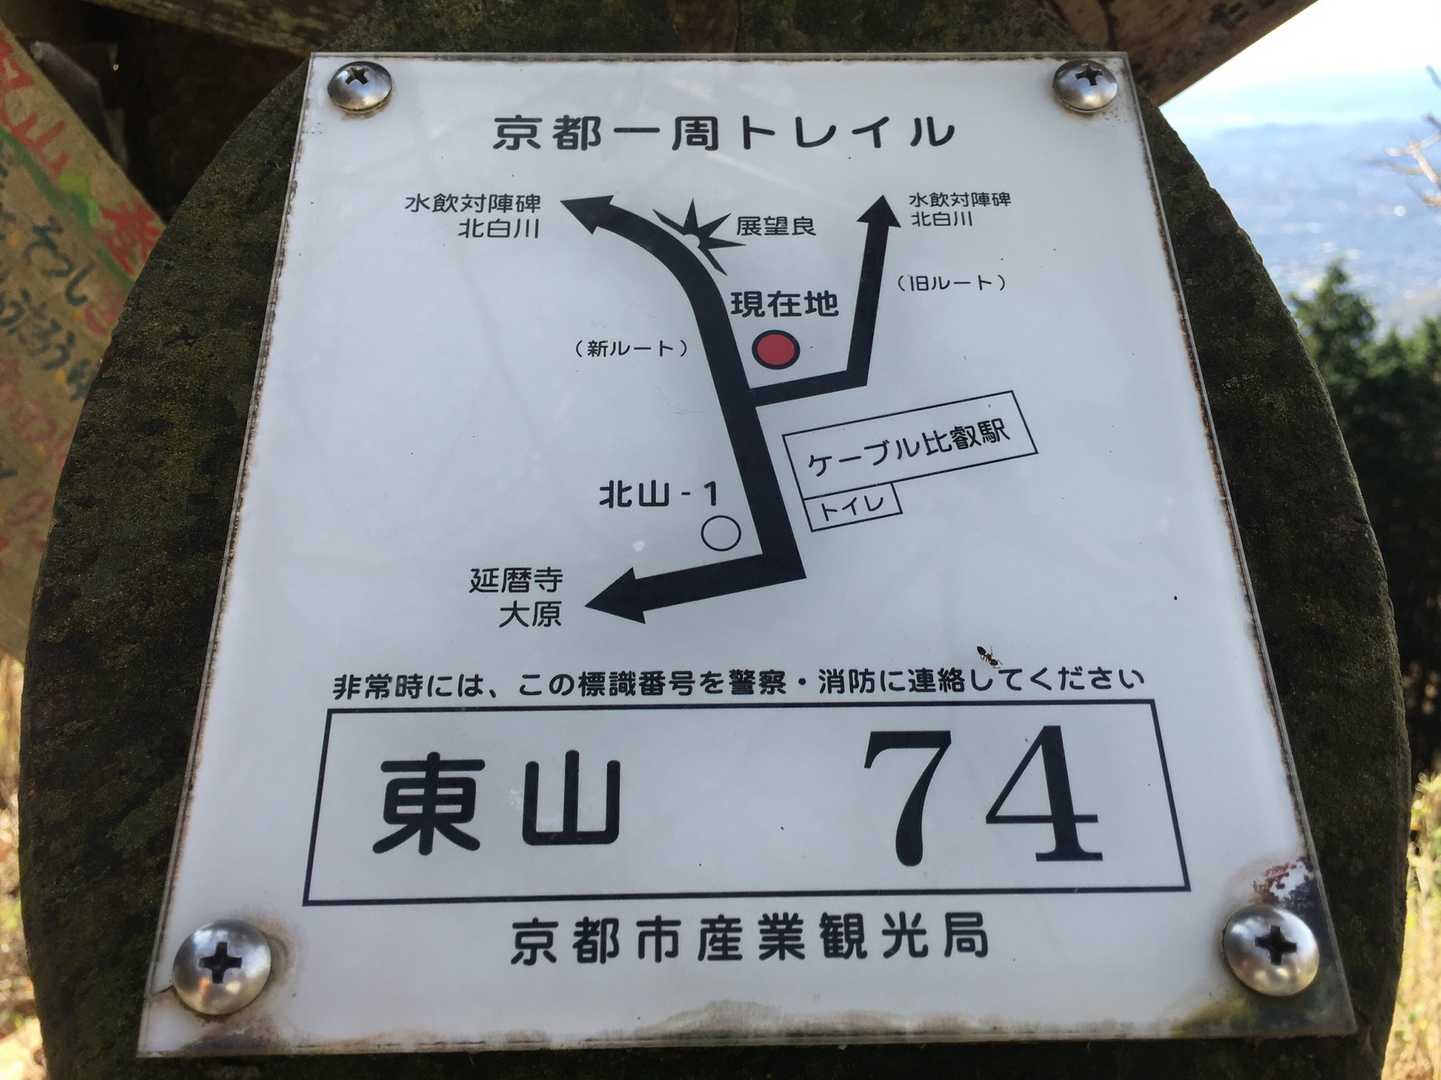 京都一周トレイル
水飲対陣碑
北白川
展望良
水飲対陣碑
北白川
（旧ルート）
現在地
（新ルート）
ケーブル比叡駅
トイレ
北山-1
延暦寺
大原
非常時には、この標識番号を警察・消防に連絡してください
東山 74
京都市産業観光局